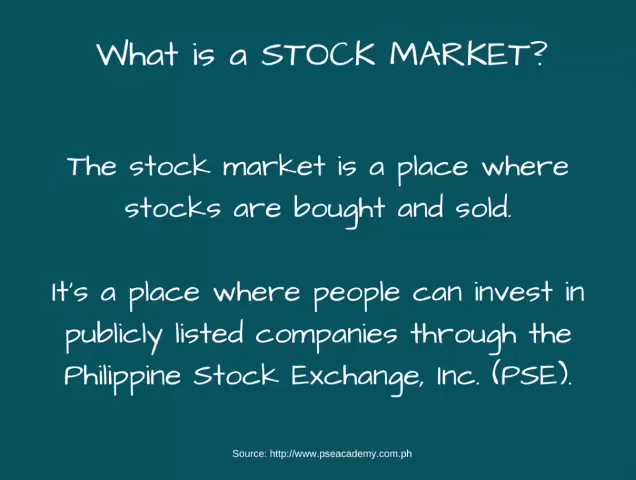 What is a STOCK MARKET?
The stock market is a place where
stocks are bought and sold.
It's a place where people can invest in
publicly listed companies through the
Philippine Stock Exchange, Inc. (PSE).
Source: http://www.pseacademy.com.ph